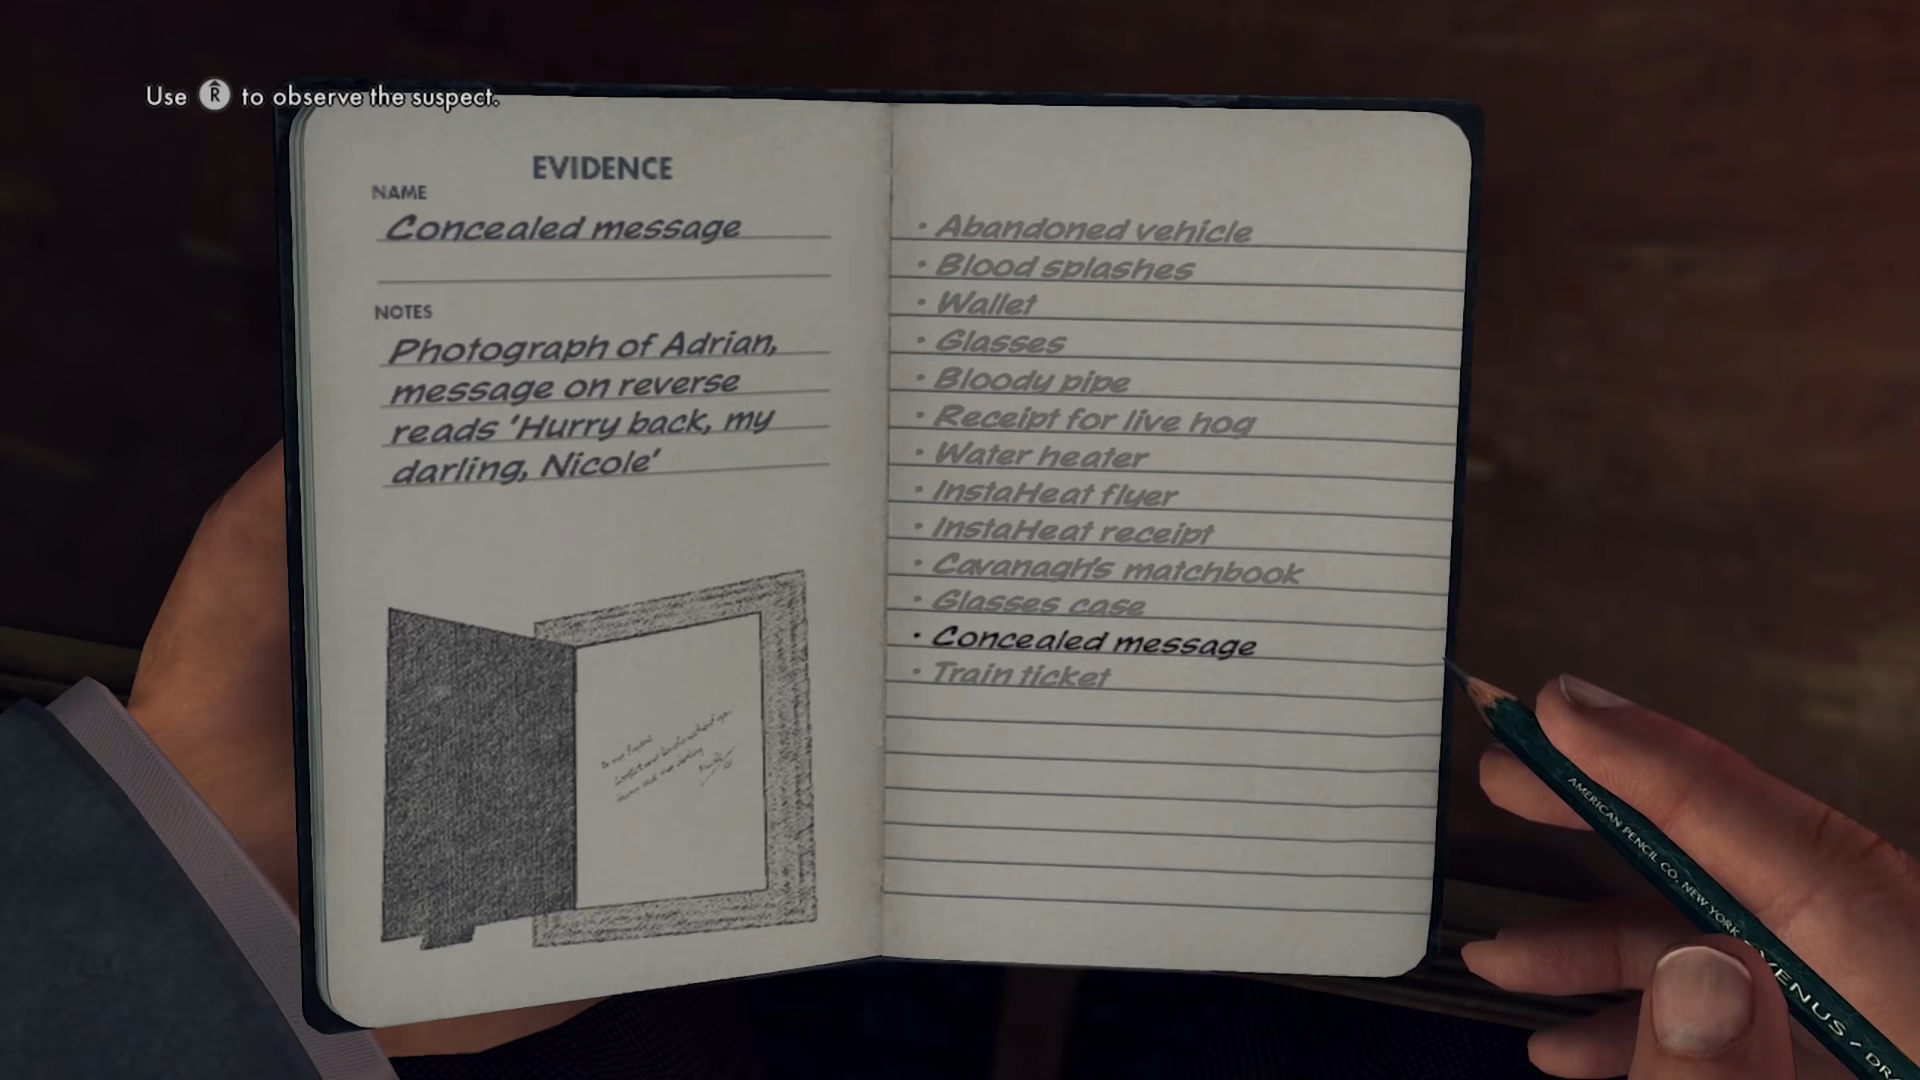 Use R to observe the suspect.
EVIDENCE
NAME
Concealed message
NOTES
Photograph of Adrian,
message on reverse
reads 'Hurry back, my
darling, Nicole'
• Abandoned vehicle
• Blood splashes
• Wallet
• Glasses
• Bloody pipe
• Receipt for live hog
• Water heater
• InstaHeat flyer
• InstaHeat receipt
• Cavanagh's matchbook
• Glasses case
• Concealed message
• Train ticket
AMERICAN PENCIL CO. NEW YORK VENUS / DR